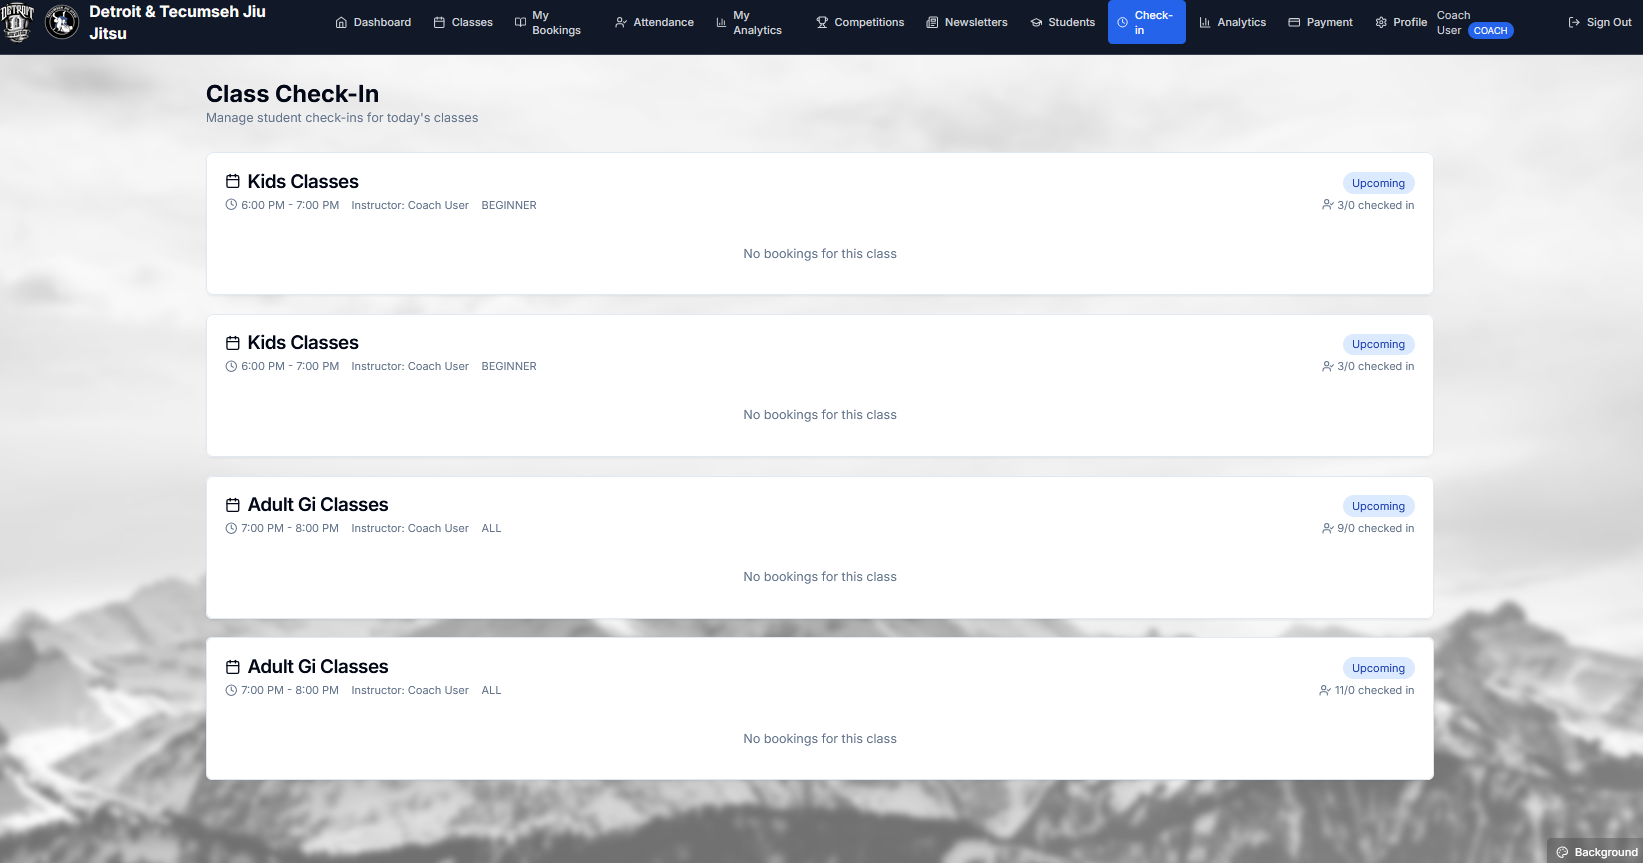 DETROIT
Detroit & Tecumseh Jiu
Jitsu
Dashboard
Classes
My
Bookings
Attendance
My
Analytics
Competitions
Newsletters
Students
Check-
in
Analytics
Payment
Profile
Coach
User COACH
Sign Out
Class Check-In
Manage student check-ins for today's classes
Kids Classes
Upcoming
6:00 PM - 7:00 PM Instructor: Coach User BEGINNER
3/0 checked in
No bookings for this class
Kids Classes
Upcoming
6:00 PM - 7:00 PM Instructor: Coach User BEGINNER
3/0 checked in
No bookings for this class
Adult Gi Classes
Upcoming
7:00 PM - 8:00 PM Instructor: Coach User ALL
9/0 checked in
No bookings for this class
Adult Gi Classes
Upcoming
7:00 PM - 8:00 PM Instructor: Coach User ALL
11/0 checked in
No bookings for this class
Background